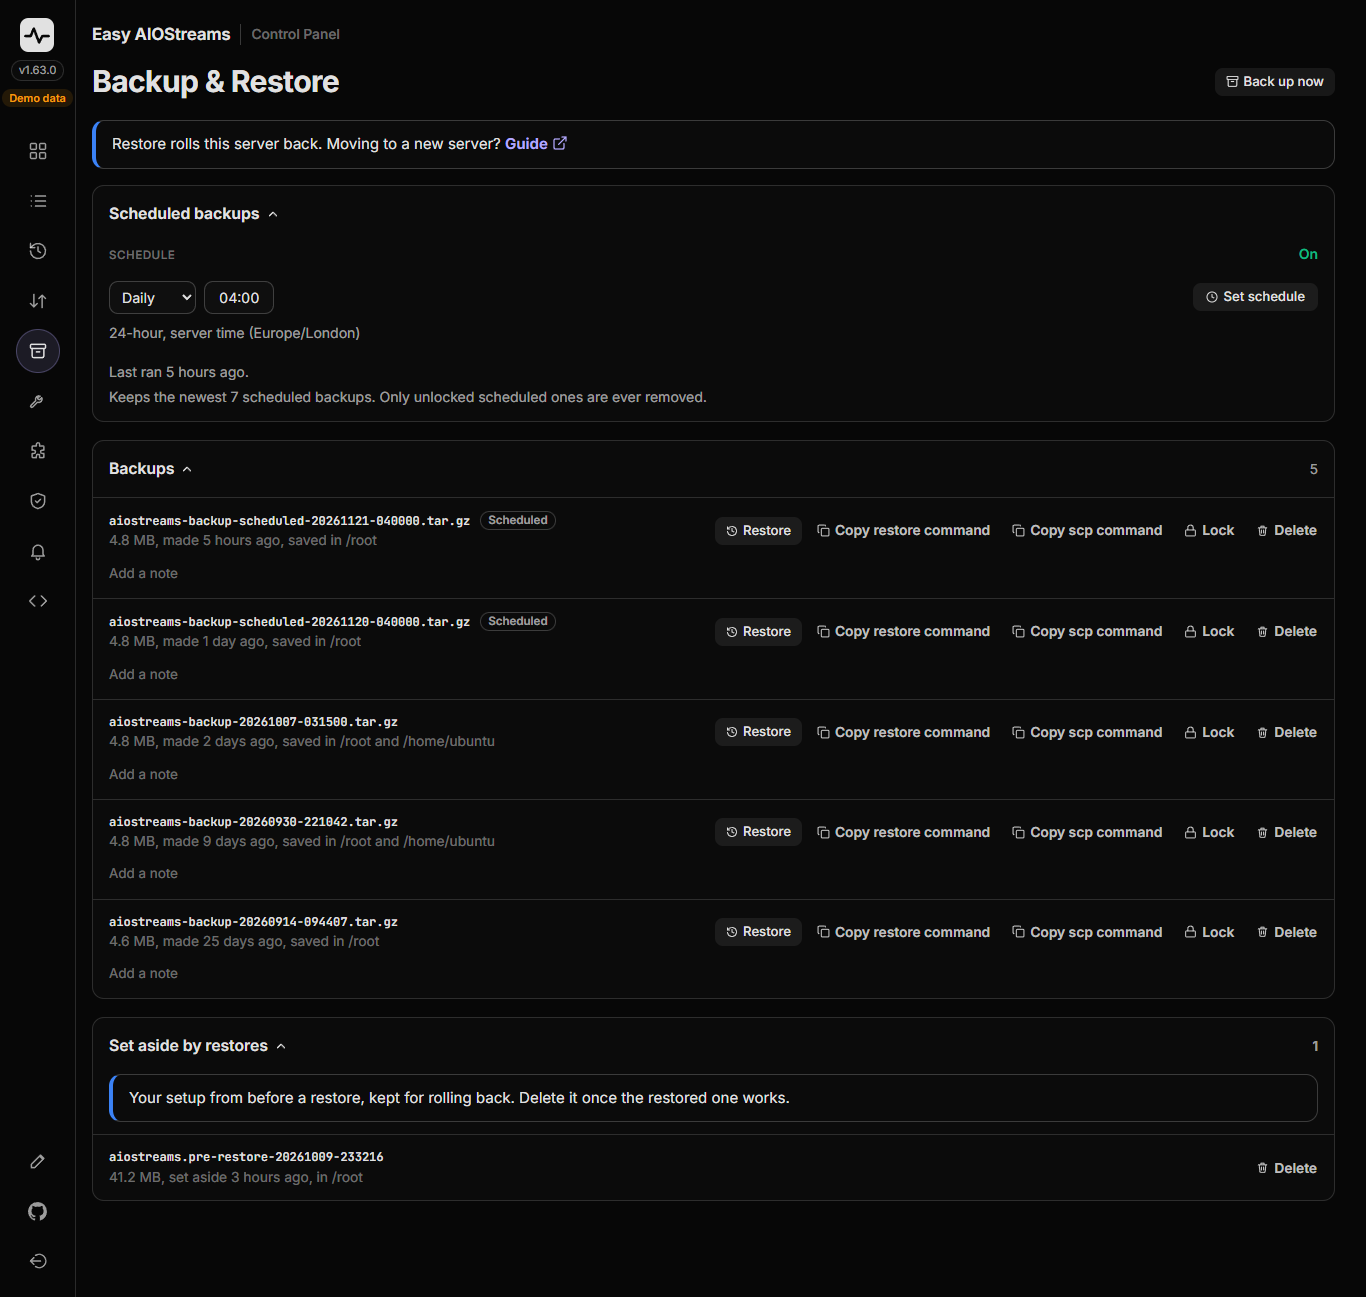 Easy AIOStreams
Control Panel
v1.63.0
Demo data
Backup & Restore
Back up now
Restore rolls this server back. Moving to a new server? Guide
Scheduled backups
SCHEDULE
On
Daily
04:00
Set schedule
24-hour, server time (Europe/London)
Last ran 5 hours ago.
Keeps the newest 7 scheduled backups. Only unlocked scheduled ones are ever removed.
Backups
5
aiostreams-backup-scheduled-20261121-040000.tar.gz Scheduled
4.8 MB, made 5 hours ago, saved in /root
Restore Copy restore command Copy scp command Lock Delete
Add a note
aiostreams-backup-scheduled-20261120-040000.tar.gz Scheduled
4.8 MB, made 1 day ago, saved in /root
Restore Copy restore command Copy scp command Lock Delete
Add a note
aiostreams-backup-20261007-031500.tar.gz
4.8 MB, made 2 days ago, saved in /root and /home/ubuntu
Restore Copy restore command Copy scp command Lock Delete
Add a note
aiostreams-backup-20260930-221042.tar.gz
4.8 MB, made 9 days ago, saved in /root and /home/ubuntu
Restore Copy restore command Copy scp command Lock Delete
Add a note
aiostreams-backup-20260914-094407.tar.gz
4.6 MB, made 25 days ago, saved in /root
Restore Copy restore command Copy scp command Lock Delete
Add a note
Set aside by restores
1
Your setup from before a restore, kept for rolling back. Delete it once the restored one works.
aiostreams.pre-restore-20261009-233216
41.2 MB, set aside 3 hours ago, in /root
Delete